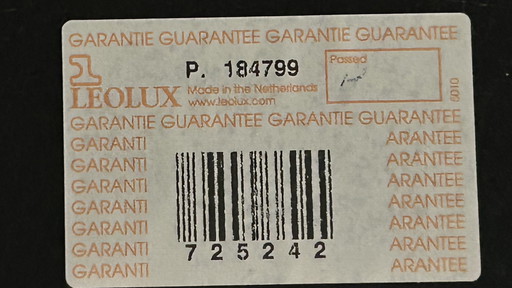 GARANTIE GUARANTEE GARANTIE GUARANTEE
P. 184799
Passed
LEOLUX
Made in the Netherlands
www.leolux.com
6010
GARANTIE GUARANTEE GARANTIE GUARANTEE
GARANTI ARANTEE
GARANTI ARANTEE
GARANTI ARANTEE
GARANTI ARANTEE
GARANTI ARANTEE
GARANTI ARANTEE
GARANTI ARANTEE
725242